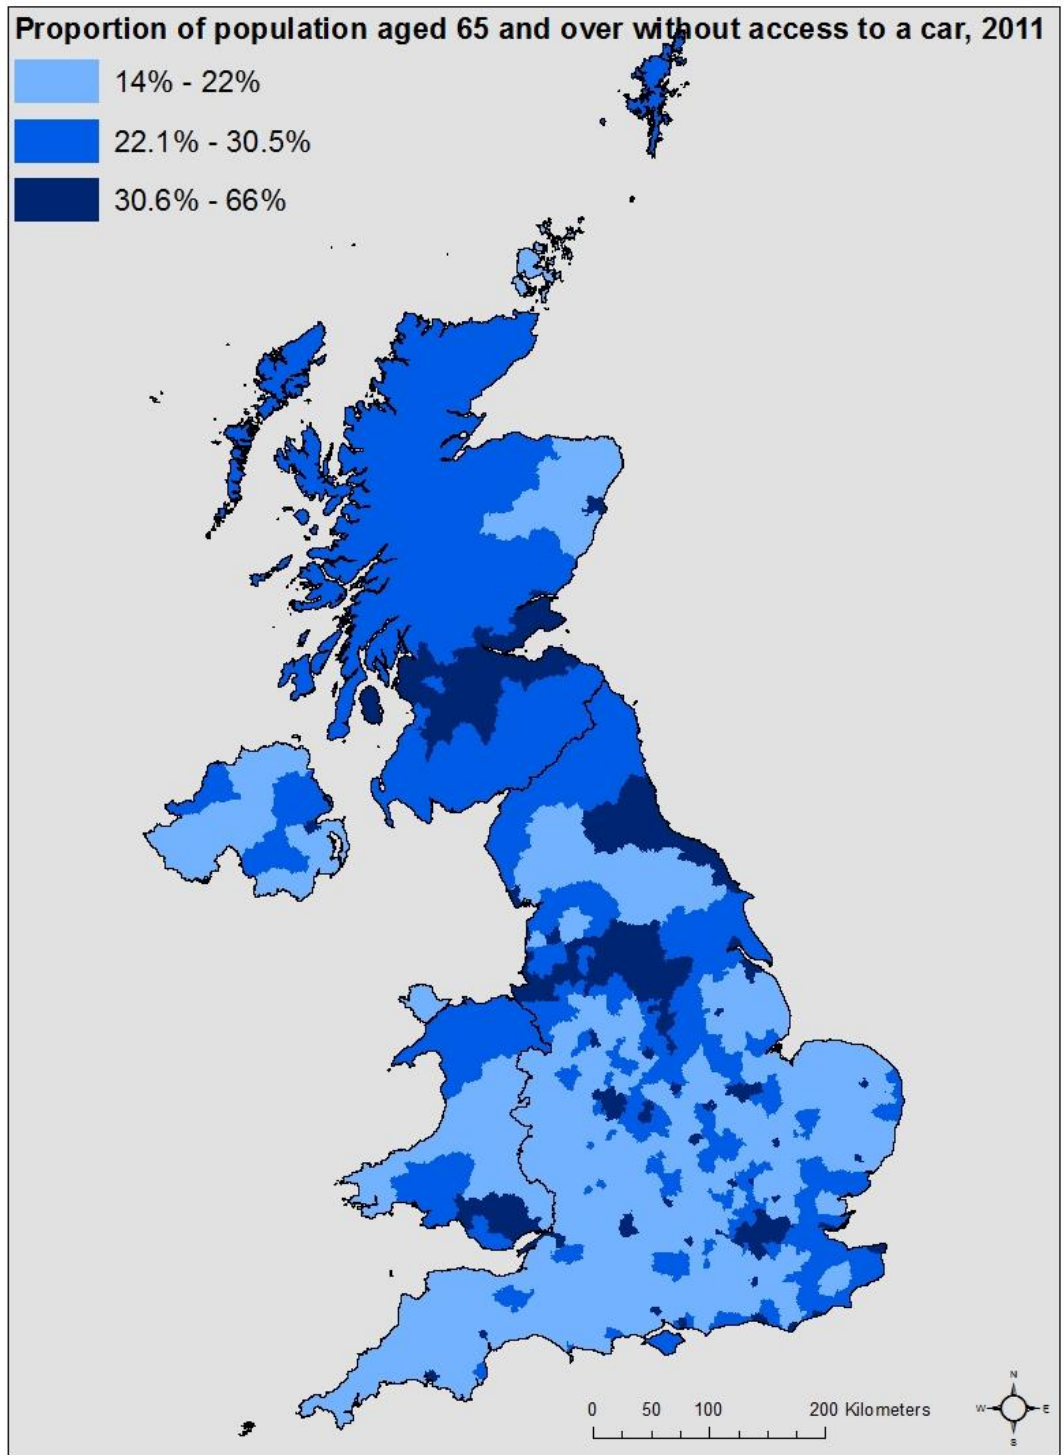 Proportion of population aged 65 and over without access to a car, 2011
14% - 22%
22.1% - 30.5%
30.6% - 66%
N
W E
S
0 50 100 200 Kilometers